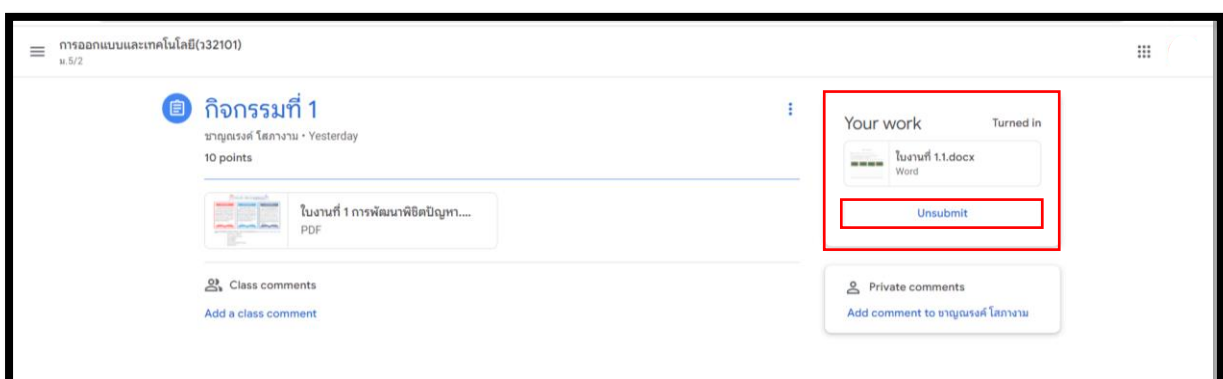 การออกแบบและเทคโนโลยี(ว32101)
ม.5/2
กิจกรรมที่ 1
ชาญณรงค์ โสภางาม • Yesterday
10 points
ใบงานที่ 1 การพัฒนาพิชิตปัญหา....
PDF
Class comments
Add a class comment
Your work
Turned in
ใบงานที่ 1.1.docx
Word
Unsubmit
Private comments
Add comment to ชาญณรงค์ โสภางาม